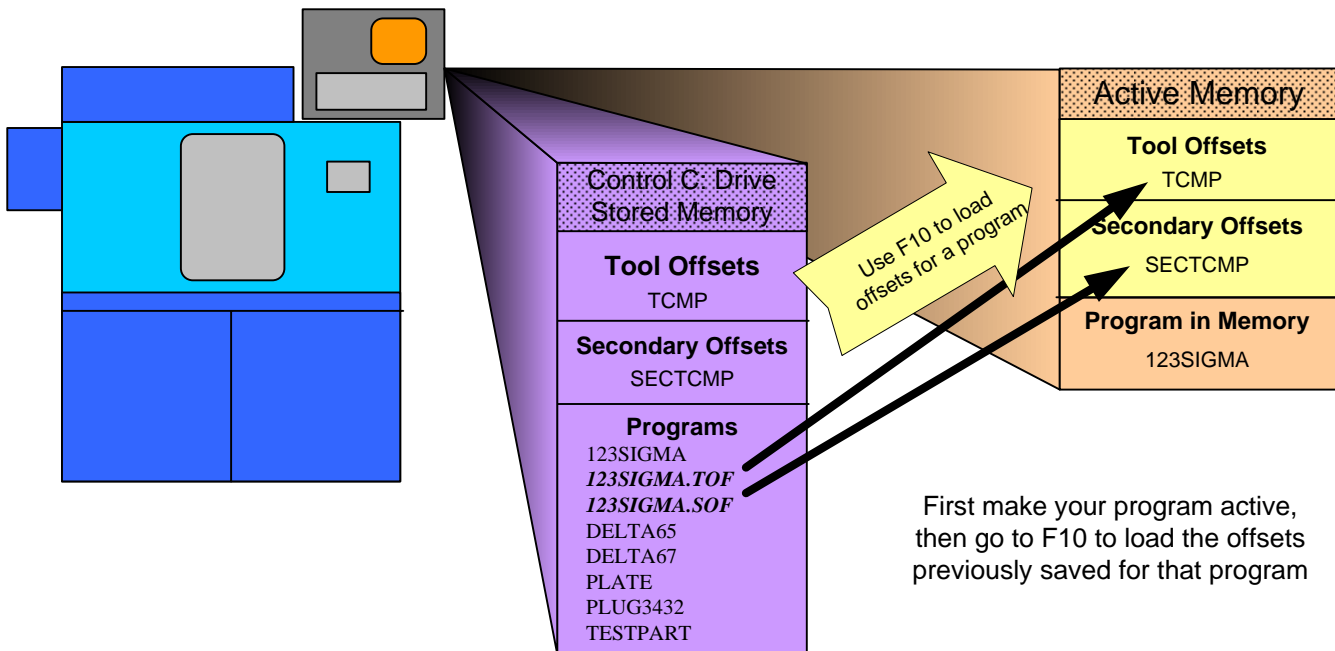 Active Memory
Tool Offsets
TCMP
Secondary Offsets
SECTCMP
Program in Memory
123SIGMA
Use F10 to load
offsets for a program
Control C: Drive
Stored Memory
Tool Offsets
TCMP
Secondary Offsets
SECTCMP
Programs
123SIGMA
123SIGMA.TOF
123SIGMA.SOF
DELTA65
DELTA67
PLATE
PLUG3432
TESTPART
First make your program active,
then go to F10 to load the offsets
previously saved for that program